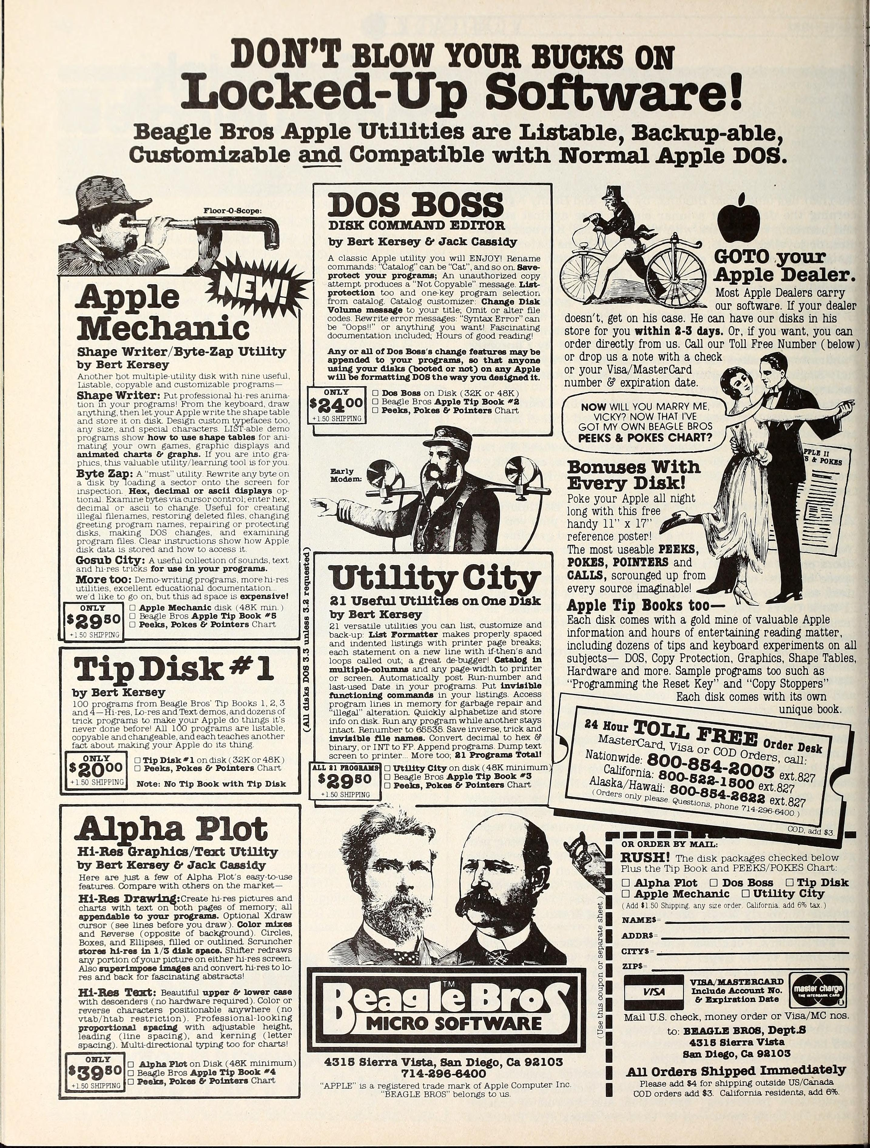 DON'T BLOW YOUR BUCKS ON
Locked-Up Software!
Beagle Bros Apple Utilities are Listable, Backup-able,
Customizable and Compatible with Normal Apple DOS.
Floor-O-Scope:
NEW!
Apple
Mechanic
Shape Writer/Byte-Zap Utility
by Bert Kersey
Another hot multiple-utility disk with nine useful,
Listable, copyable and customizable programs—
Shape Writer: Put professional hi-res anima-
tion in your programs! From the keyboard, draw
anything, then let your Apple write the shape table
and store it on disk. Design custom typefaces too,
any size, and special characters. LIST-able demo
programs show how to use shape tables for ani-
mating your own games, graphic displays and
animated charts & graphs. If you are into gra-
phics, this valuable utility/learning tool is for you.
Byte Zap: A "must" utility. Rewrite any byte on
a disk by loading a sector onto the screen for
inspection. Hex, decimal or ascii displays op-
tional. Examine bytes via cursor control; enter hex,
decimal or ascii to change. Useful for creating
illegal filenames, restoring deleted files, changing
greeting program names, repairing or protecting
disks, making DOS changes, and examining
program files. Clear instructions show how Apple
disk data is stored and how to access it.
Gosub City: A useful collection of sounds, text
and hi-res tricks for use in your programs.
More too: Demo-writing programs, more hi-res
utilities, excellent educational documentation...
we'd like to go on, but this ad space is expensive!
ONLY
$29 50
+1.50 SHIPPING
□ Apple Mechanic disk (48K min.)
□ Beagle Bros Apple Tip Book #5
□ Peeks, Pokes & Pointers Chart
Tip Disk #1
by Bert Kersey
100 programs from Beagle Bros' Tip Books 1, 2, 3
and 4—Hi-res, Lo-res and Text demos, and dozens of
trick programs to make your Apple do things it's
never done before! All 100 programs are listable,
copyable and changeable, and each teaches another
fact about making your Apple do its thing.
ONLY
$20 00
+1.50 SHIPPING
□ Tip Disk #1 on disk (32K or 48K)
□ Peeks, Pokes & Pointers Chart
Note: No Tip Book with Tip Disk
Alpha Plot
Hi-Res Graphics/Text Utility
by Bert Kersey & Jack Cassidy
Here are just a few of Alpha Plot's easy-to-use
features. Compare with others on the market—
Hi-Res Drawing: Create hi-res pictures and
charts with text on both pages of memory; all
appendable to your programs. Optional Xdraw
cursor (see lines before you draw). Color mixes
and Reverse (opposite of background). Circles,
Boxes, and Ellipses, filled or outlined. Scruncher
stores hi-res in 1/3 disk space. Shifter redraws
any portion of your picture on either hi-res screen.
Also superimpose images and convert hi-res to lo-
res and back for fascinating abstracts!
Hi-Res Text: Beautiful upper & lower case
with descenders (no hardware required). Color or
reverse characters positionable anywhere (no
vtab/htab restriction). Professional-looking
proportional spacing with adjustable height,
leading (line spacing), and kerning (letter
spacing). Multi-directional typing too for charts!
ONLY
$39 50
+1.50 SHIPPING
□ Alpha Plot on Disk (48K minimum)
□ Beagle Bros Apple Tip Book #4
□ Peeks, Pokes & Pointers Chart
DOS BOSS
DISK COMMAND EDITOR
by Bert Kersey & Jack Cassidy
A classic Apple utility you will ENJOY! Rename
commands: "Catalog" can be "Cat", and so on. Save-
protect your programs; An unauthorized copy
attempt produces a "Not Copyable" message. List-
protection too and one-key program selection
from catalog. Catalog customizer: Change Disk
Volume message to your title; Omit or alter file
codes. Rewrite error messages: "Syntax Error" can
be "Oops!!" or anything you want! Fascinating
documentation included; Hours of good reading!
Any or all of Dos Boss's change features may be
appended to your programs, so that anyone
using your disks (booted or not) on any Apple
will be formatting DOS the way you designed it.
ONLY
$24 00
+1.50 SHIPPING
□ Dos Boss on Disk (32K or 48K)
□ Beagle Bros Apple Tip Book #2
□ Peeks, Pokes & Pointers Chart
Early
Modem:
(All disks DOS 3.3 unless 3.2 requested)
Utility City
21 Useful Utilities on One Disk
by Bert Kersey
21 versatile utilities you can list, customize and
back-up: List Formatter makes properly spaced
and indented listings with printer page breaks;
each statement on a new line with if-then's and
loops called out; a great de-bugger! Catalog in
multiple-columns and any page-width to printer
or screen. Automatically post Run-number and
last-used Date in your programs. Put invisible
functioning commands in your listings. Access
program lines in memory for garbage repair and
"illegal" alteration. Quickly alphabetize and store
info on disk. Run any program while another stays
intact. Renumber to 65535. Save inverse, trick and
invisible file names. Convert decimal to hex &
binary, or INT to FP. Append programs. Dump text
screen to printer... More too; 21 Programs Total!
ALL 21 PROGRAMS
$29 50
+1.50 SHIPPING
□ Utility City on disk (48K minimum)
□ Beagle Bros Apple Tip Book #3
□ Peeks, Pokes & Pointers Chart
Beagle Bros
TM
MICRO SOFTWARE
4315 Sierra Vista, San Diego, Ca 92103
714-296-6400
"APPLE" is a registered trade mark of Apple Computer Inc.
"BEAGLE BROS" belongs to us.
GOTO your
Apple Dealer.
Most Apple Dealers carry
our software. If your dealer
doesn't, get on his case. He can have our disks in his
store for you within 2-3 days. Or, if you want, you can
order directly from us. Call our Toll Free Number (below)
or drop us a note with a check
or your Visa/MasterCard
number & expiration date.
NOW WILL YOU MARRY ME,
VICKY? NOW THAT I'VE
GOT MY OWN BEAGLE BROS
PEEKS & POKES CHART?
PPLE II
S & POKES
Bonuses With
Every Disk!
Poke your Apple all night
long with this free
handy 11" x 17"
reference poster!
The most useable PEEKS,
POKES, POINTERS and
CALLS, scrounged up from
every source imaginable!
Apple Tip Books too—
Each disk comes with a gold mine of valuable Apple
information and hours of entertaining reading matter,
including dozens of tips and keyboard experiments on all
subjects— DOS, Copy Protection, Graphics, Shape Tables,
Hardware and more. Sample programs too such as
"Programming the Reset Key" and "Copy Stoppers"
Each disk comes with its own
unique book.
24 Hour TOLL FREE Order Desk
MasterCard, Visa or COD Orders, call:
Nationwide: 800-854-2003 ext.827
California: 800-522-1500 ext.827
Alaska/Hawaii: 800-854-2622 ext.827
(Orders only please. Questions, phone 714-296-6400)
COD, add $3.
(Use this coupon or separate sheet.)
OR ORDER BY MAIL:
RUSH! The disk packages checked below
Plus the Tip Book and PEEKS/POKES Chart:
□ Alpha Plot □ Dos Boss □ Tip Disk
□ Apple Mechanic □ Utility City
(Add $1.50 Shipping, any size order. California, add 6% tax.)
NAME$=
ADDR$=
CITY$=
ZIP$=
VISA
VISA/MASTERCARD
Include Account No.
& Expiration Date
master charge
THE INTERBANK CARD
Mail U.S. check, money order or Visa/MC nos.
to: BEAGLE BROS, Dept.S
4315 Sierra Vista
San Diego, Ca 92103
All Orders Shipped Immediately
Please add $4 for shipping outside US/Canada
COD orders add $3. California residents, add 6%.